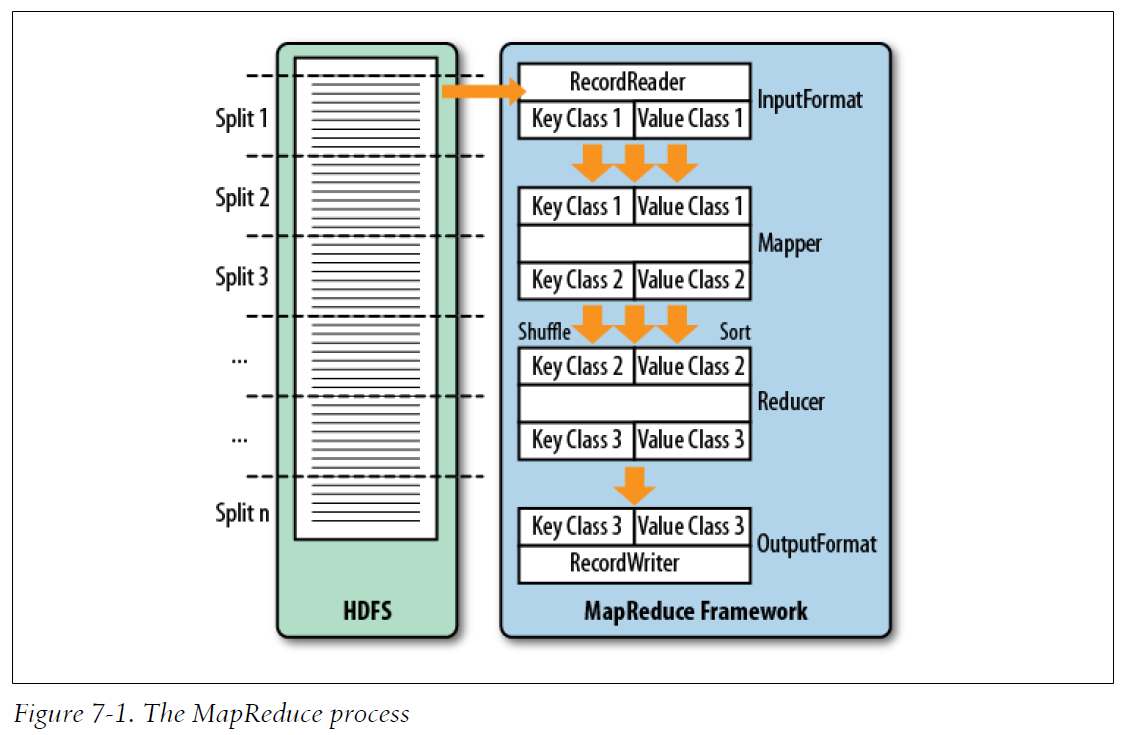 Split 1
Split 2
Split 3
...
...
Split n
HDFS
RecordReader
Key Class 1 Value Class 1
InputFormat
Key Class 1 Value Class 1
Mapper
Key Class 2 Value Class 2
Shuffle Sort
Key Class 2 Value Class 2
Reducer
Key Class 3 Value Class 3
Key Class 3 Value Class 3
OutputFormat
RecordWriter
MapReduce Framework
Figure 7-1. The MapReduce process